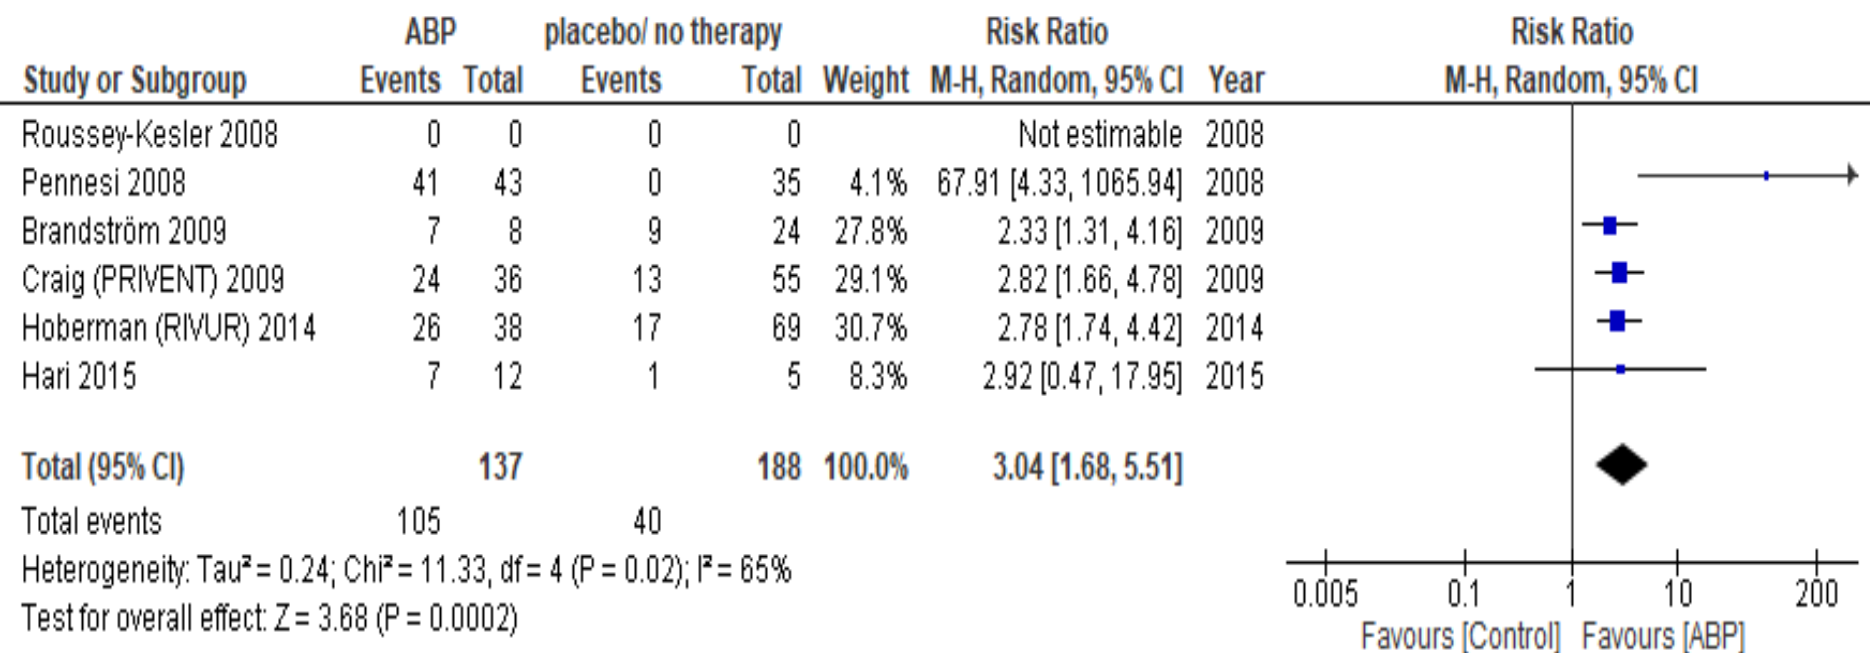 ABP placebo/ no therapy Risk Ratio Risk Ratio
Study or Subgroup Events Total Events Total Weight M-H, Random, 95% CI Year M-H, Random, 95% CI
Roussey-Kesler 2008 0 0 0 0 Not estimable 2008
Pennesi 2008 41 43 0 35 4.1% 67.91 [4.33, 1065.94] 2008
Brandström 2009 7 8 9 24 27.8% 2.33 [1.31, 4.16] 2009
Craig (PRIVENT) 2009 24 36 13 55 29.1% 2.82 [1.66, 4.78] 2009
Hoberman (RIVUR) 2014 26 38 17 69 30.7% 2.78 [1.74, 4.42] 2014
Hari 2015 7 12 1 5 8.3% 2.92 [0.47, 17.95] 2015
Total (95% CI) 137 188 100.0% 3.04 [1.68, 5.51]
Total events 105 40
Heterogeneity: Tau² = 0.24; Chi² = 11.33, df = 4 (P = 0.02); I² = 65%
Test for overall effect: Z = 3.68 (P = 0.0002)
0.005 0.1 1 10 200
Favours [Control] Favours [ABP]